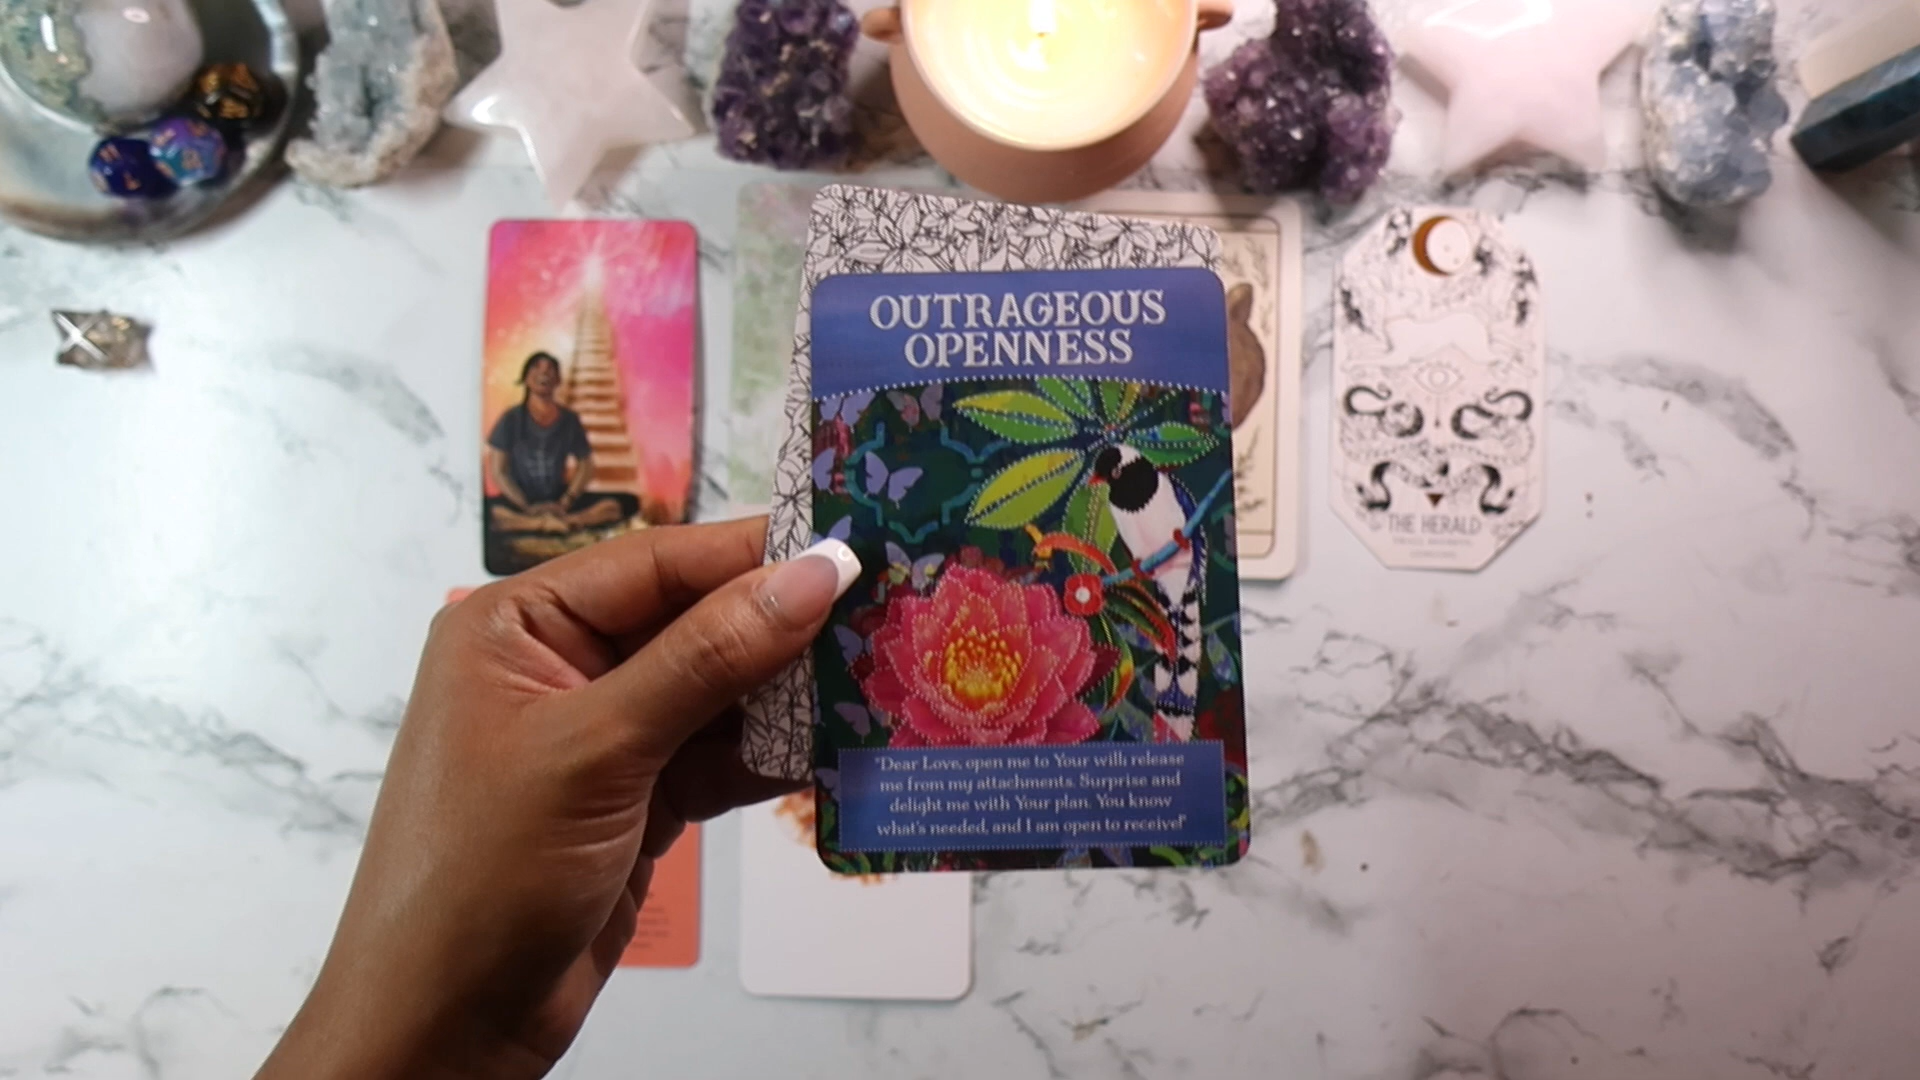 OUTRAGEOUS
OPENNESS
"Dear Love, open me to Your will; release
me from my attachments. Surprise and
delight me with Your plan. You know
what's needed, and I am open to receive!"
THE HERALD